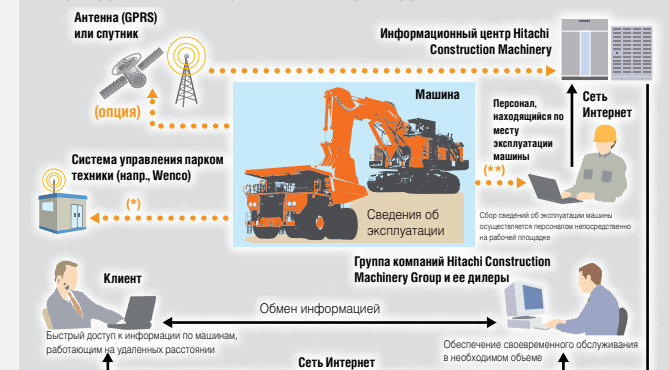 Антенна (GPRS)
или спутник
Информационный центр Hitachi
Construction Machinery
(опция)
Машина
Персонал,
находящийся по
месту
эксплуатации
машины
(**)
Сеть
Интернет
Система управления парком
техники (напр., Wenco)
(*)
Сведения об
эксплуатации
Сбор сведений об эксплуатации машины
осуществляется персоналом непосредственно
на рабочей площадке
Группа компаний Hitachi Construction
Machinery Group и ее дилеры
Клиент
Обмен информацией
Быстрый доступ к информации по машинам,
работающим на удаленных расстоянии
Обеспечение своевременного обслуживания
в необходимом объеме
Сеть Интернет